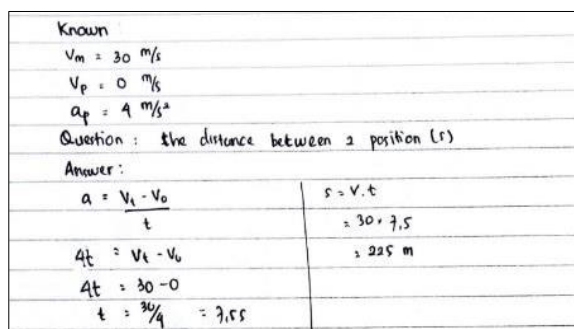 Known
Vm = 30 m/s
Vp = 0 m/s
ap = 4 m/s²
Question : the distance between 2 position (s)
Answer :
a = Vt - V0 / t
4t = Vt - V0
4t = 30 - 0
t = 30/4 = 7,5s
s = V.t
= 30 × 7,5
= 225 m